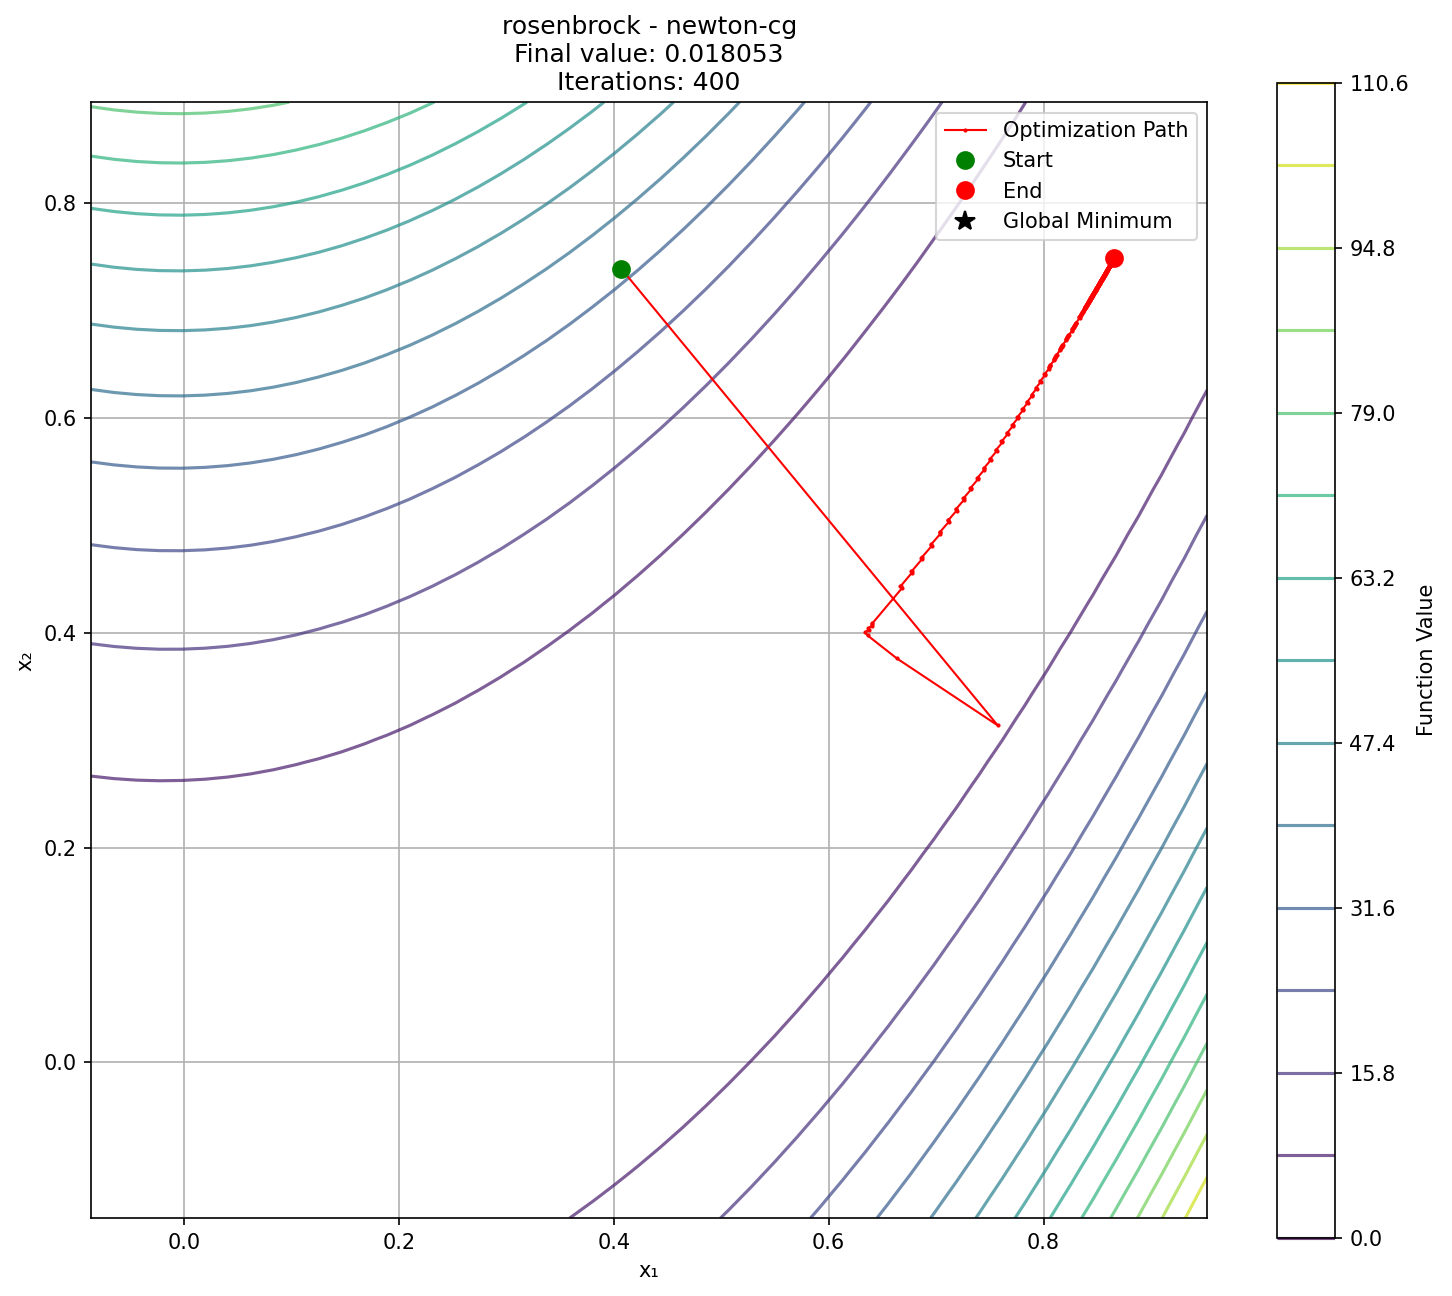 rosenbrock - newton-cg
Final value: 0.018053
Iterations: 400
Optimization Path
Start
End
Global Minimum
0.8
0.6
0.4
0.2
0.0
x₂
0.0
0.2
0.4
0.6
0.8
x₁
110.6
94.8
79.0
63.2
47.4
31.6
15.8
0.0
Function Value